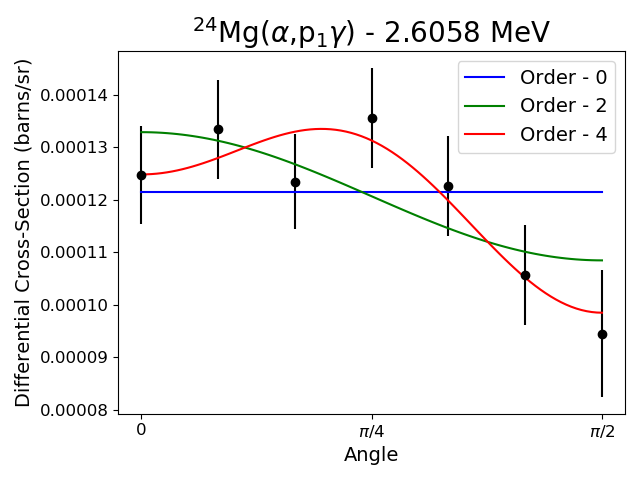 ²⁴Mg(α,p₁γ) - 2.6058 MeV
Differential Cross-Section (barns/sr)
0.00014
0.00013
0.00012
0.00011
0.00010
0.00009
0.00008
Order - 0
Order - 2
Order - 4
0
π/4
π/2
Angle